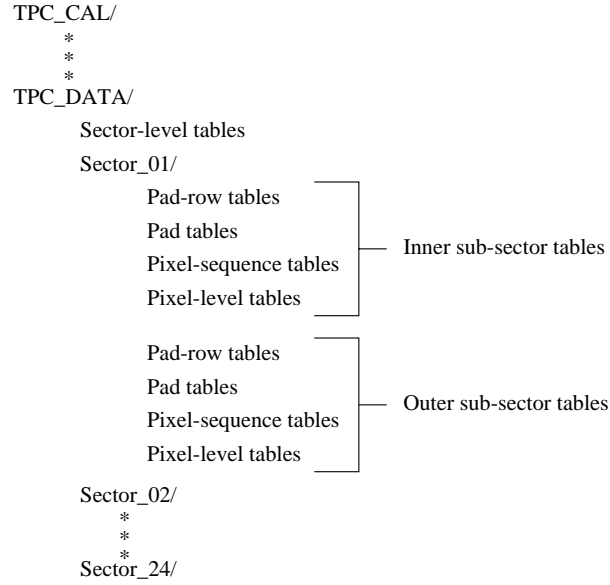 TPC_CAL/
*
*
*
TPC_DATA/
Sector-level tables
Sector_01/
Pad-row tables
Pad tables
Pixel-sequence tables
Pixel-level tables
Inner sub-sector tables
Pad-row tables
Pad tables
Pixel-sequence tables
Pixel-level tables
Outer sub-sector tables
Sector_02/
*
*
*
Sector_24/